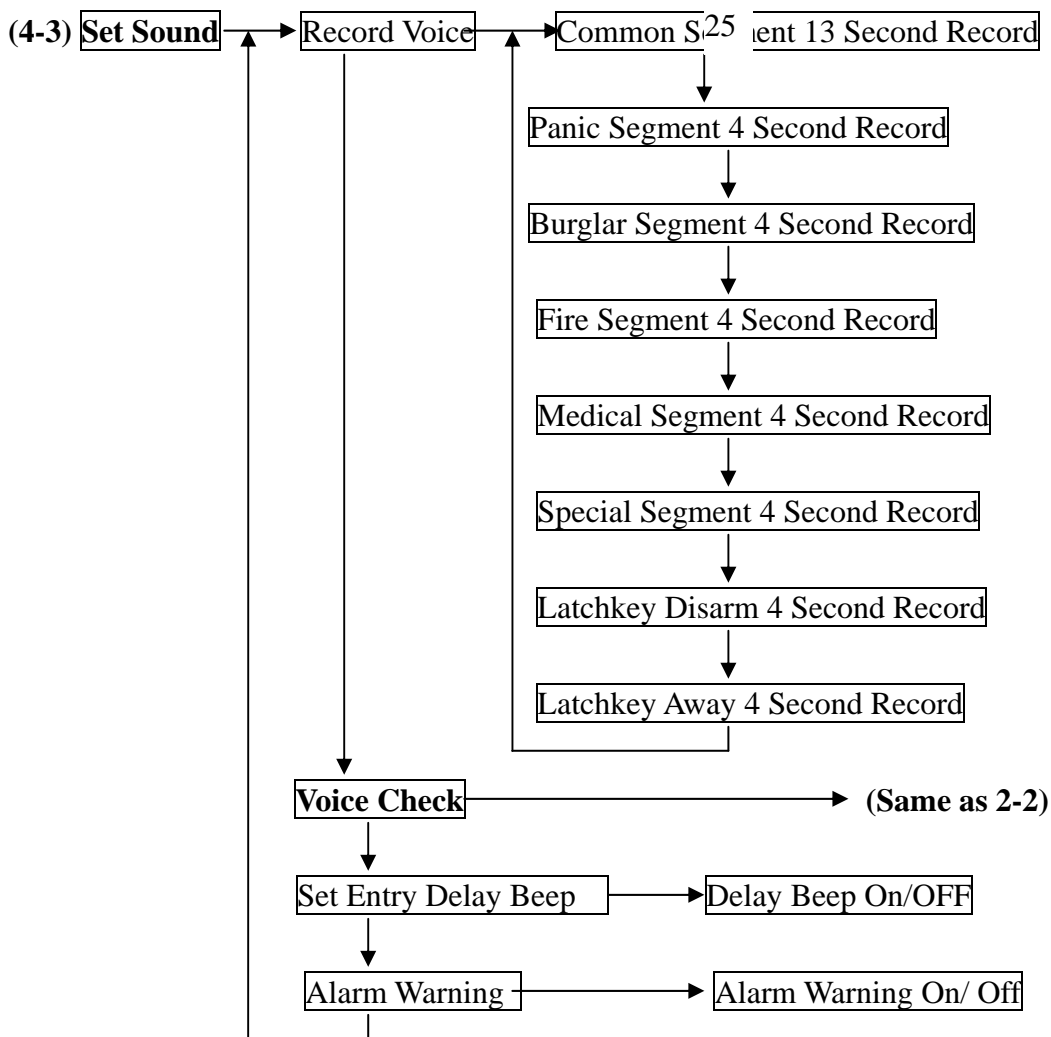 (4-3) Set Sound Record Voice Common S 25 ent 13 Second Record
Panic Segment 4 Second Record
Burglar Segment 4 Second Record
Fire Segment 4 Second Record
Medical Segment 4 Second Record
Special Segment 4 Second Record
Latchkey Disarm 4 Second Record
Latchkey Away 4 Second Record
Voice Check (Same as 2-2)
Set Entry Delay Beep Delay Beep On/OFF
Alarm Warning Alarm Warning On/ Off